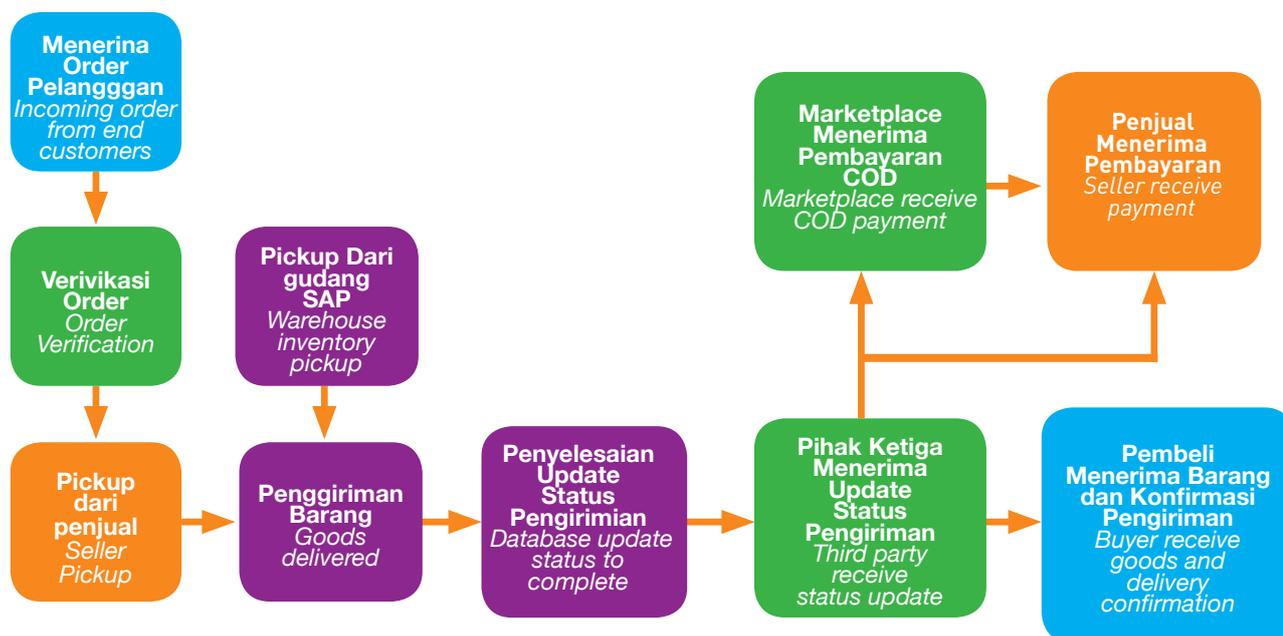 Menerina
Order
Pelangggan
Incoming order
from end
customers
Verivikasi
Order
Order
Verification
Pickup
dari
penjual
Seller
Pickup
Pickup Dari
gudang
SAP
Warehouse
inventory
pickup
Penggiriman
Barang
Goods
delivered
Penyelesaian
Update
Status
Pengirimian
Database update
status to
complete
Pihak Ketiga
Menerima
Update
Status
Pengiriman
Third party
receive
status update
Marketplace
Menerima
Pembayaran
COD
Marketplace receive
COD payment
Penjual
Menerima
Pembayaran
Seller receive
payment
Pembeli
Menerima Barang
dan Konfirmasi
Pengiriman
Buyer receive
goods and
delivery
confirmation